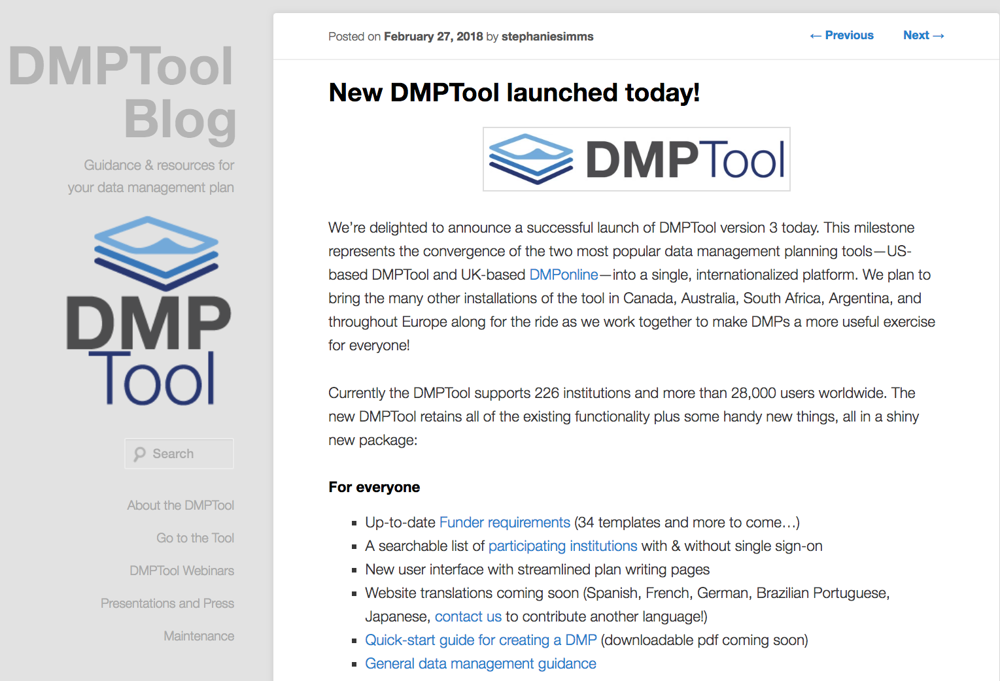 DMPTool
Blog
Guidance & resources for
your data management plan
DMP
Tool
Search
About the DMPTool
Go to the Tool
DMPTool Webinars
Presentations and Press
Maintenance
Posted on February 27, 2018 by stephaniesimms
← Previous Next →
New DMPTool launched today!
DMPTool
We’re delighted to announce a successful launch of DMPTool version 3 today. This milestone
represents the convergence of the two most popular data management planning tools—US-
based DMPTool and UK-based DMPonline—into a single, internationalized platform. We plan to
bring the many other installations of the tool in Canada, Australia, South Africa, Argentina, and
throughout Europe along for the ride as we work together to make DMPs a more useful exercise
for everyone!
Currently the DMPTool supports 226 institutions and more than 28,000 users worldwide. The
new DMPTool retains all of the existing functionality plus some handy new things, all in a shiny
new package:
For everyone
▪ Up-to-date Funder requirements (34 templates and more to come…)
▪ A searchable list of participating institutions with & without single sign-on
▪ New user interface with streamlined plan writing pages
▪ Website translations coming soon (Spanish, French, German, Brazilian Portuguese,
Japanese, contact us to contribute another language!)
▪ Quick-start guide for creating a DMP (downloadable pdf coming soon)
▪ General data management guidance